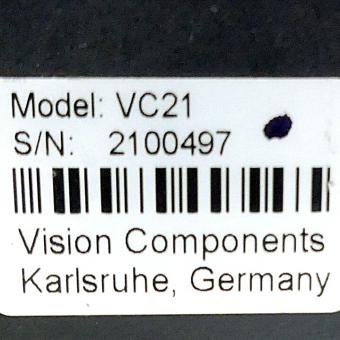 Model: VC21
S/N: 2100497
Vision Components
Karlsruhe, Germany